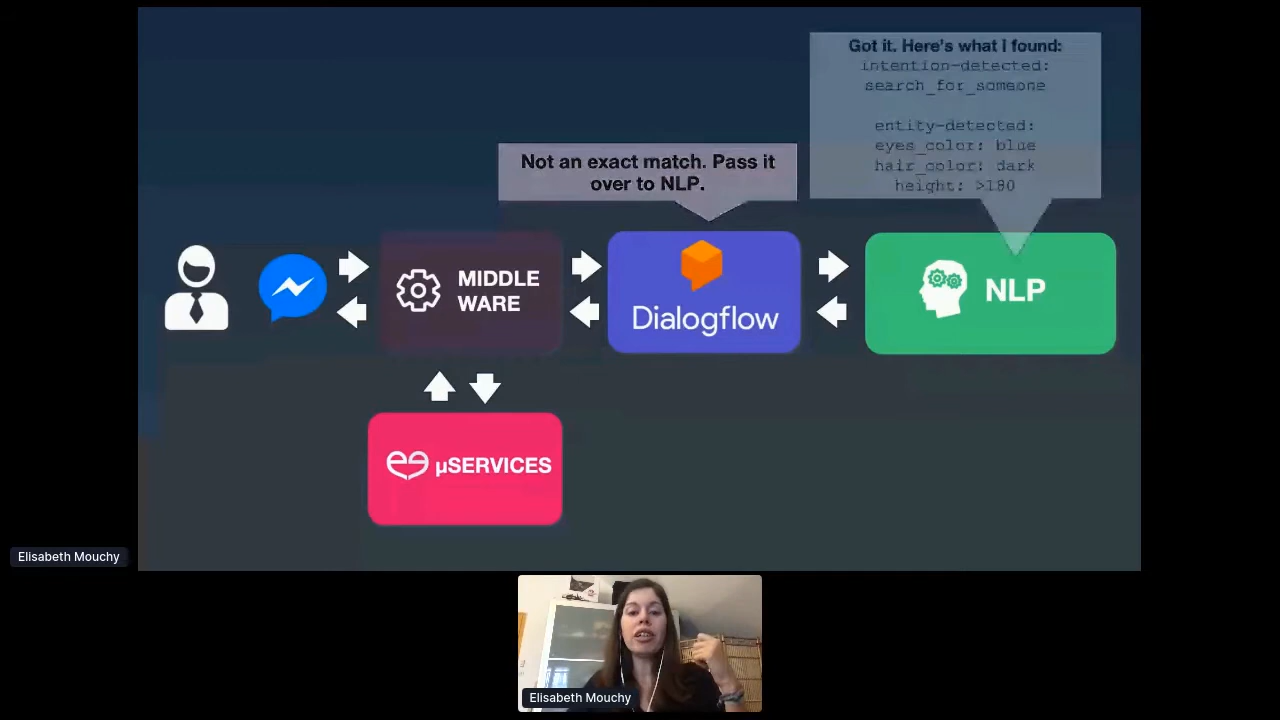 Got it. Here's what I found:
intention-detected:
search_for_someone
entity-detected:
eyes_color: blue
hair_color: dark
height: >180
Not an exact match. Pass it
over to NLP.
MIDDLE
WARE
Dialogflow
NLP
µSERVICES
Elisabeth Mouchy
Elisabeth Mouchy